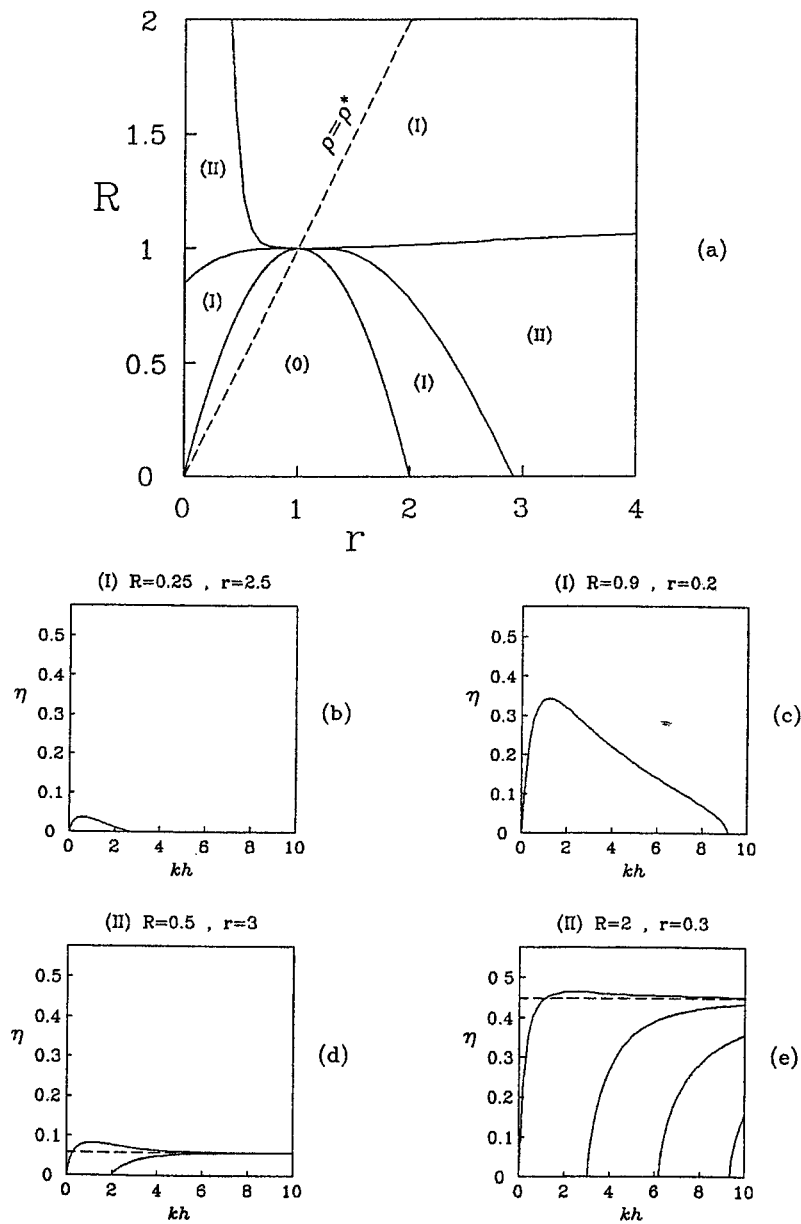 2
1.5
1
0.5
0
R
(II)
ρ=ρ*
(I)
(I)
(0)
(I)
(II)
(a)
0 1 2 3 4
r
(I) R=0.25 , r=2.5
0.5
0.4
0.3
0.2
0.1
0
η
0 2 4 6 8 10
kh
(b)
(I) R=0.9 , r=0.2
0.5
0.4
0.3
0.2
0.1
0
η
0 2 4 6 8 10
kh
(c)
(II) R=0.5 , r=3
0.5
0.4
0.3
0.2
0.1
0
η
0 2 4 6 8 10
kh
(d)
(II) R=2 , r=0.3
0.5
0.4
0.3
0.2
0.1
0
η
0 2 4 6 8 10
kh
(e)